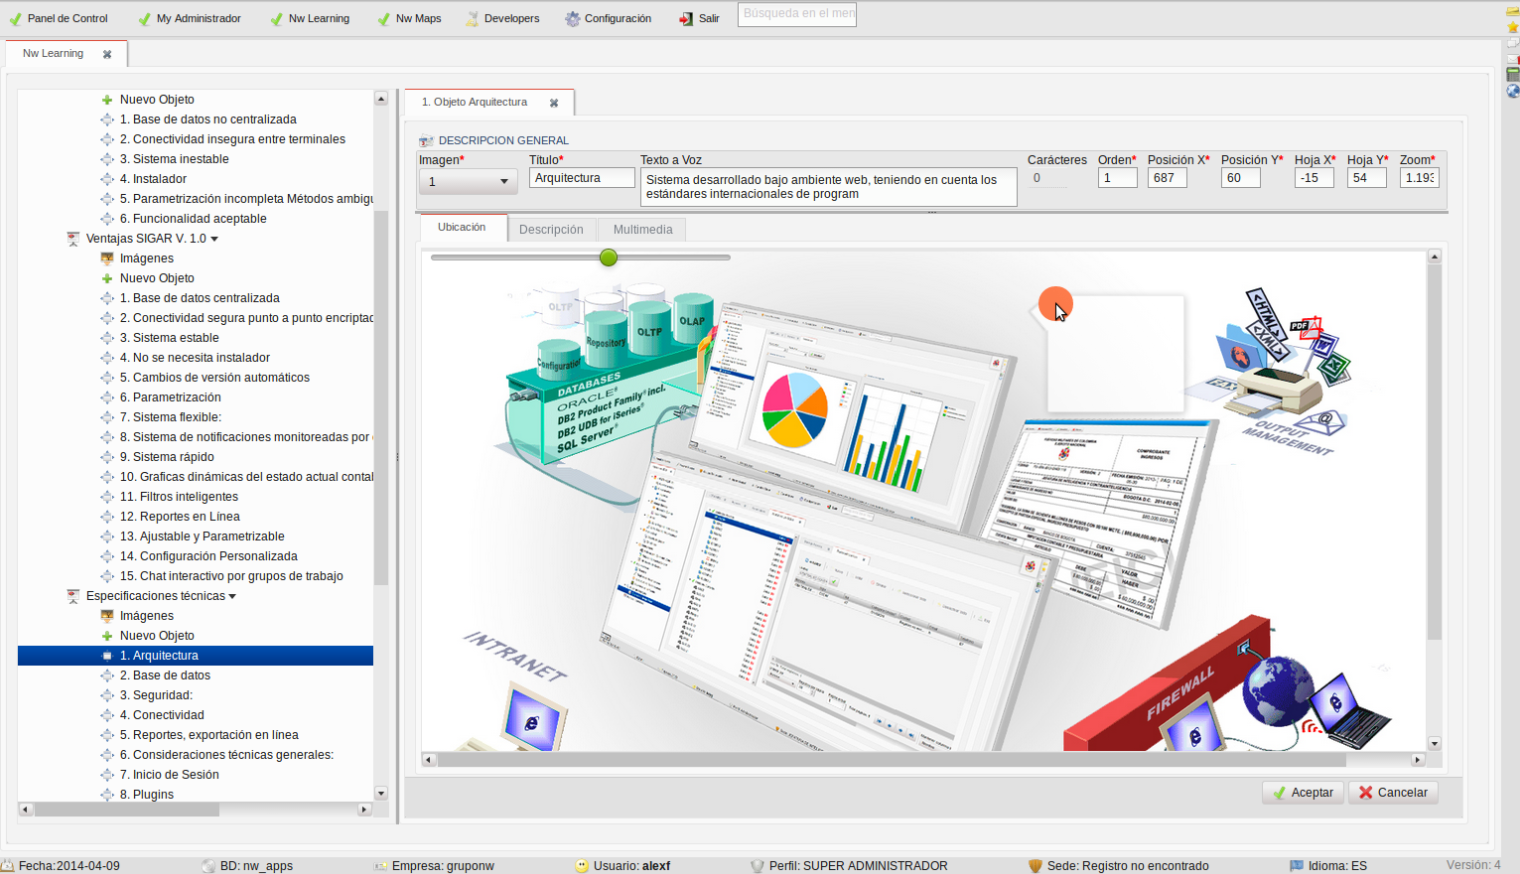 Panel de Control
My Administrador
Nw Learning
Nw Maps
Developers
Configuración
Salir
Búsqueda en el men
Nw Learning
Nuevo Objeto
1. Base de datos no centralizada
2. Conectividad insegura entre terminales
3. Sistema inestable
4. Instalador
5. Parametrización incompleta Métodos ambigu
6. Funcionalidad aceptable
Ventajas SIGAR V. 1.0
Imágenes
Nuevo Objeto
1. Base de datos centralizada
2. Conectividad segura punto a punto encriptad
3. Sistema estable
4. No se necesita instalador
5. Cambios de versión automáticos
6. Parametrización
7. Sistema flexible:
8. Sistema de notificaciones monitoreadas por
9. Sistema rápido
10. Graficas dinámicas del estado actual contal
11. Filtros inteligentes
12. Reportes en Línea
13. Ajustable y Parametrizable
14. Configuración Personalizada
15. Chat interactivo por grupos de trabajo
Especificaciones técnicas
Imágenes
Nuevo Objeto
1. Arquitectura
2. Base de datos
3. Seguridad:
4. Conectividad
5. Reportes, exportación en línea
6. Consideraciones técnicas generales:
7. Inicio de Sesión
8. Plugins
1. Objeto Arquitectura
DESCRIPCION GENERAL
Imagen* Título* Texto a Voz Carácteres Orden* Posición X* Posición Y* Hoja X* Hoja Y* Zoom*
1 Arquitectura Sistema desarrollado bajo ambiente web, teniendo en cuenta los 0 1 687 60 -15 54 1.193
estándares internacionales de program
Ubicación Descripción Multimedia
OLTP
Configuration Repository OLTP OLAP
DATABASES
ORACLE®
DB2 Product Family® incl.
DB2 UDB for iSeries®
SQL Server®
<HTML>
<XML>
PDF
W
X
@
OUTPUT
MANAGEMENT
COMPROBANTE
INGRESOS
DEBE
VALOR
HABER
INTRANET
FIREWALL
Aceptar
Cancelar
Fecha:2014-04-09
BD: nw_apps
Empresa: gruponw
Usuario: alexf
Perfil: SUPER ADMINISTRADOR
Sede: Registro no encontrado
Idioma: ES
Versión: 4